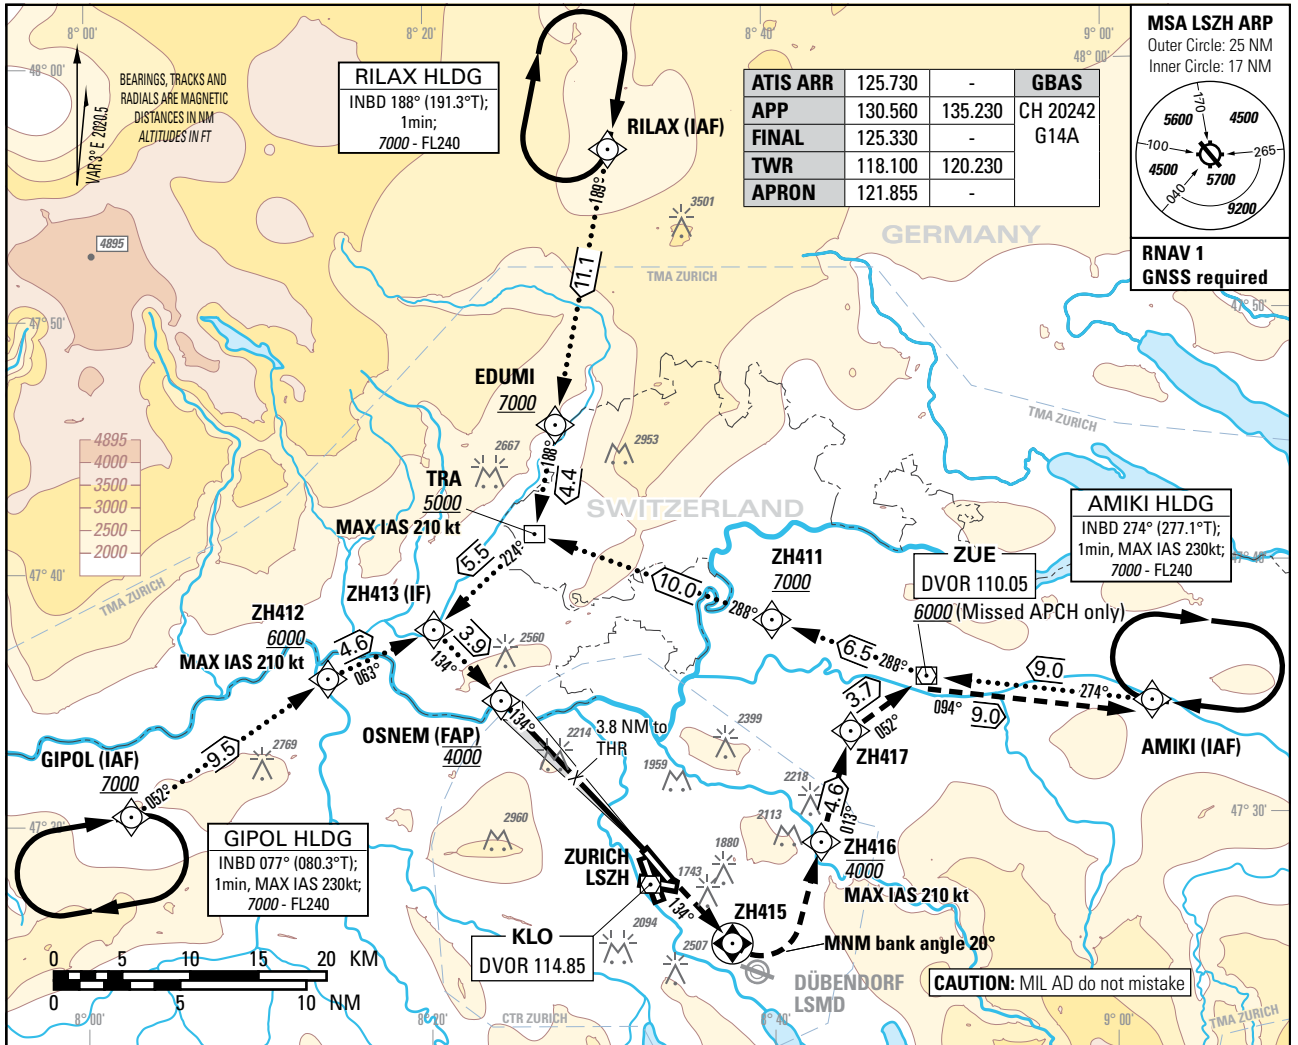 8° 00'
8° 20'
9° 00'
48° 00'
48° 00'
BEARINGS, TRACKS AND
RADIALS ARE MAGNETIC
DISTANCES IN NM
ALTITUDES IN FT
VAR 3° E 2020.5
RILAX HLDG
INBD 188° (191.3°T);
1min;
7000 - FL240
RILAX (IAF)
189°
11.1
3501
ATIS ARR 125.730 - GBAS
APP 130.560 135.230 CH 20242
FINAL 125.330 - G14A
TWR 118.100 120.230
APRON 121.855 -
MSA LSZH ARP
Outer Circle: 25 NM
Inner Circle: 17 NM
170
5600
4500
100
265
4500
5700
040
9200
RNAV 1
GNSS required
GERMANY
TMA ZURICH
4895
47° 50'
47° 50'
EDUMI
7000
188°
4.4
2667
2953
TMA ZURICH
4895
4000
3500
3000
2500
2000
TRA
5000
MAX IAS 210 kt
SWITZERLAND
224°
5.5
AMIKI HLDG
INBD 274° (277.1°T);
1min, MAX IAS 230kt;
7000 - FL240
47° 40'
47° 40'
TMA ZURICH
ZH411
7000
10.0
288°
ZUE
DVOR 110.05
6000 (Missed APCH only)
ZH413 (IF)
ZH412
6000
MAX IAS 210 kt
4.6
063°
3.9
134°
2560
6.5
288°
9.0
274°
094°
9.0
AMIKI (IAF)
3.7
052°
ZH417
OSNEM (FAP)
4000
134°
2214
3.8 NM to
THR
2399
1959
GIPOL (IAF)
7000
9.5
052°
2769
2218
4.6
013°
2113
47° 30'
47° 30'
GIPOL HLDG
INBD 077° (080.3°T);
1min, MAX IAS 230kt;
7000 - FL240
2960
ZURICH
LSZH
1743
1880
134°
ZH416
4000
MAX IAS 210 kt
ZH415
MNM bank angle 20°
KLO
DVOR 114.85
2094
2507
DÜBENDORF
LSMD
CAUTION: MIL AD do not mistake
0 5 10 15 20 KM
0 5 10 NM
8° 00'
8° 20'
CTR ZURICH
8° 40'
9° 00'
TMA ZURICH